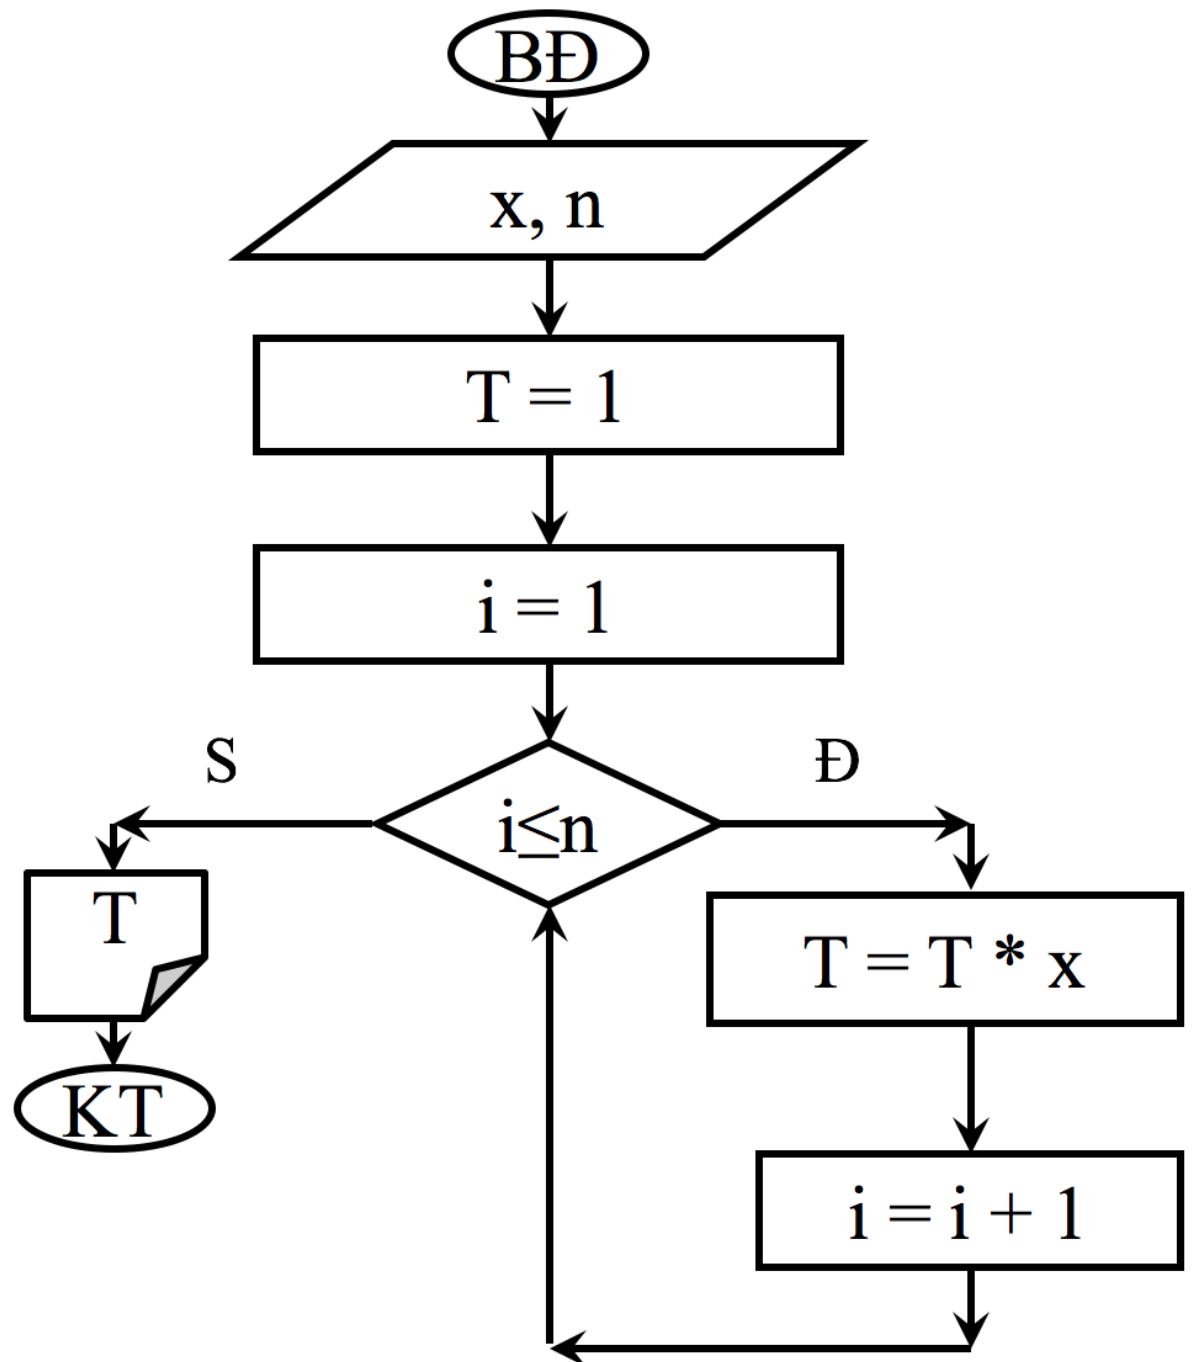 BĐ
x, n
T = 1
i = 1
S
Đ
i≤n
T
T = T * x
KT
i = i + 1